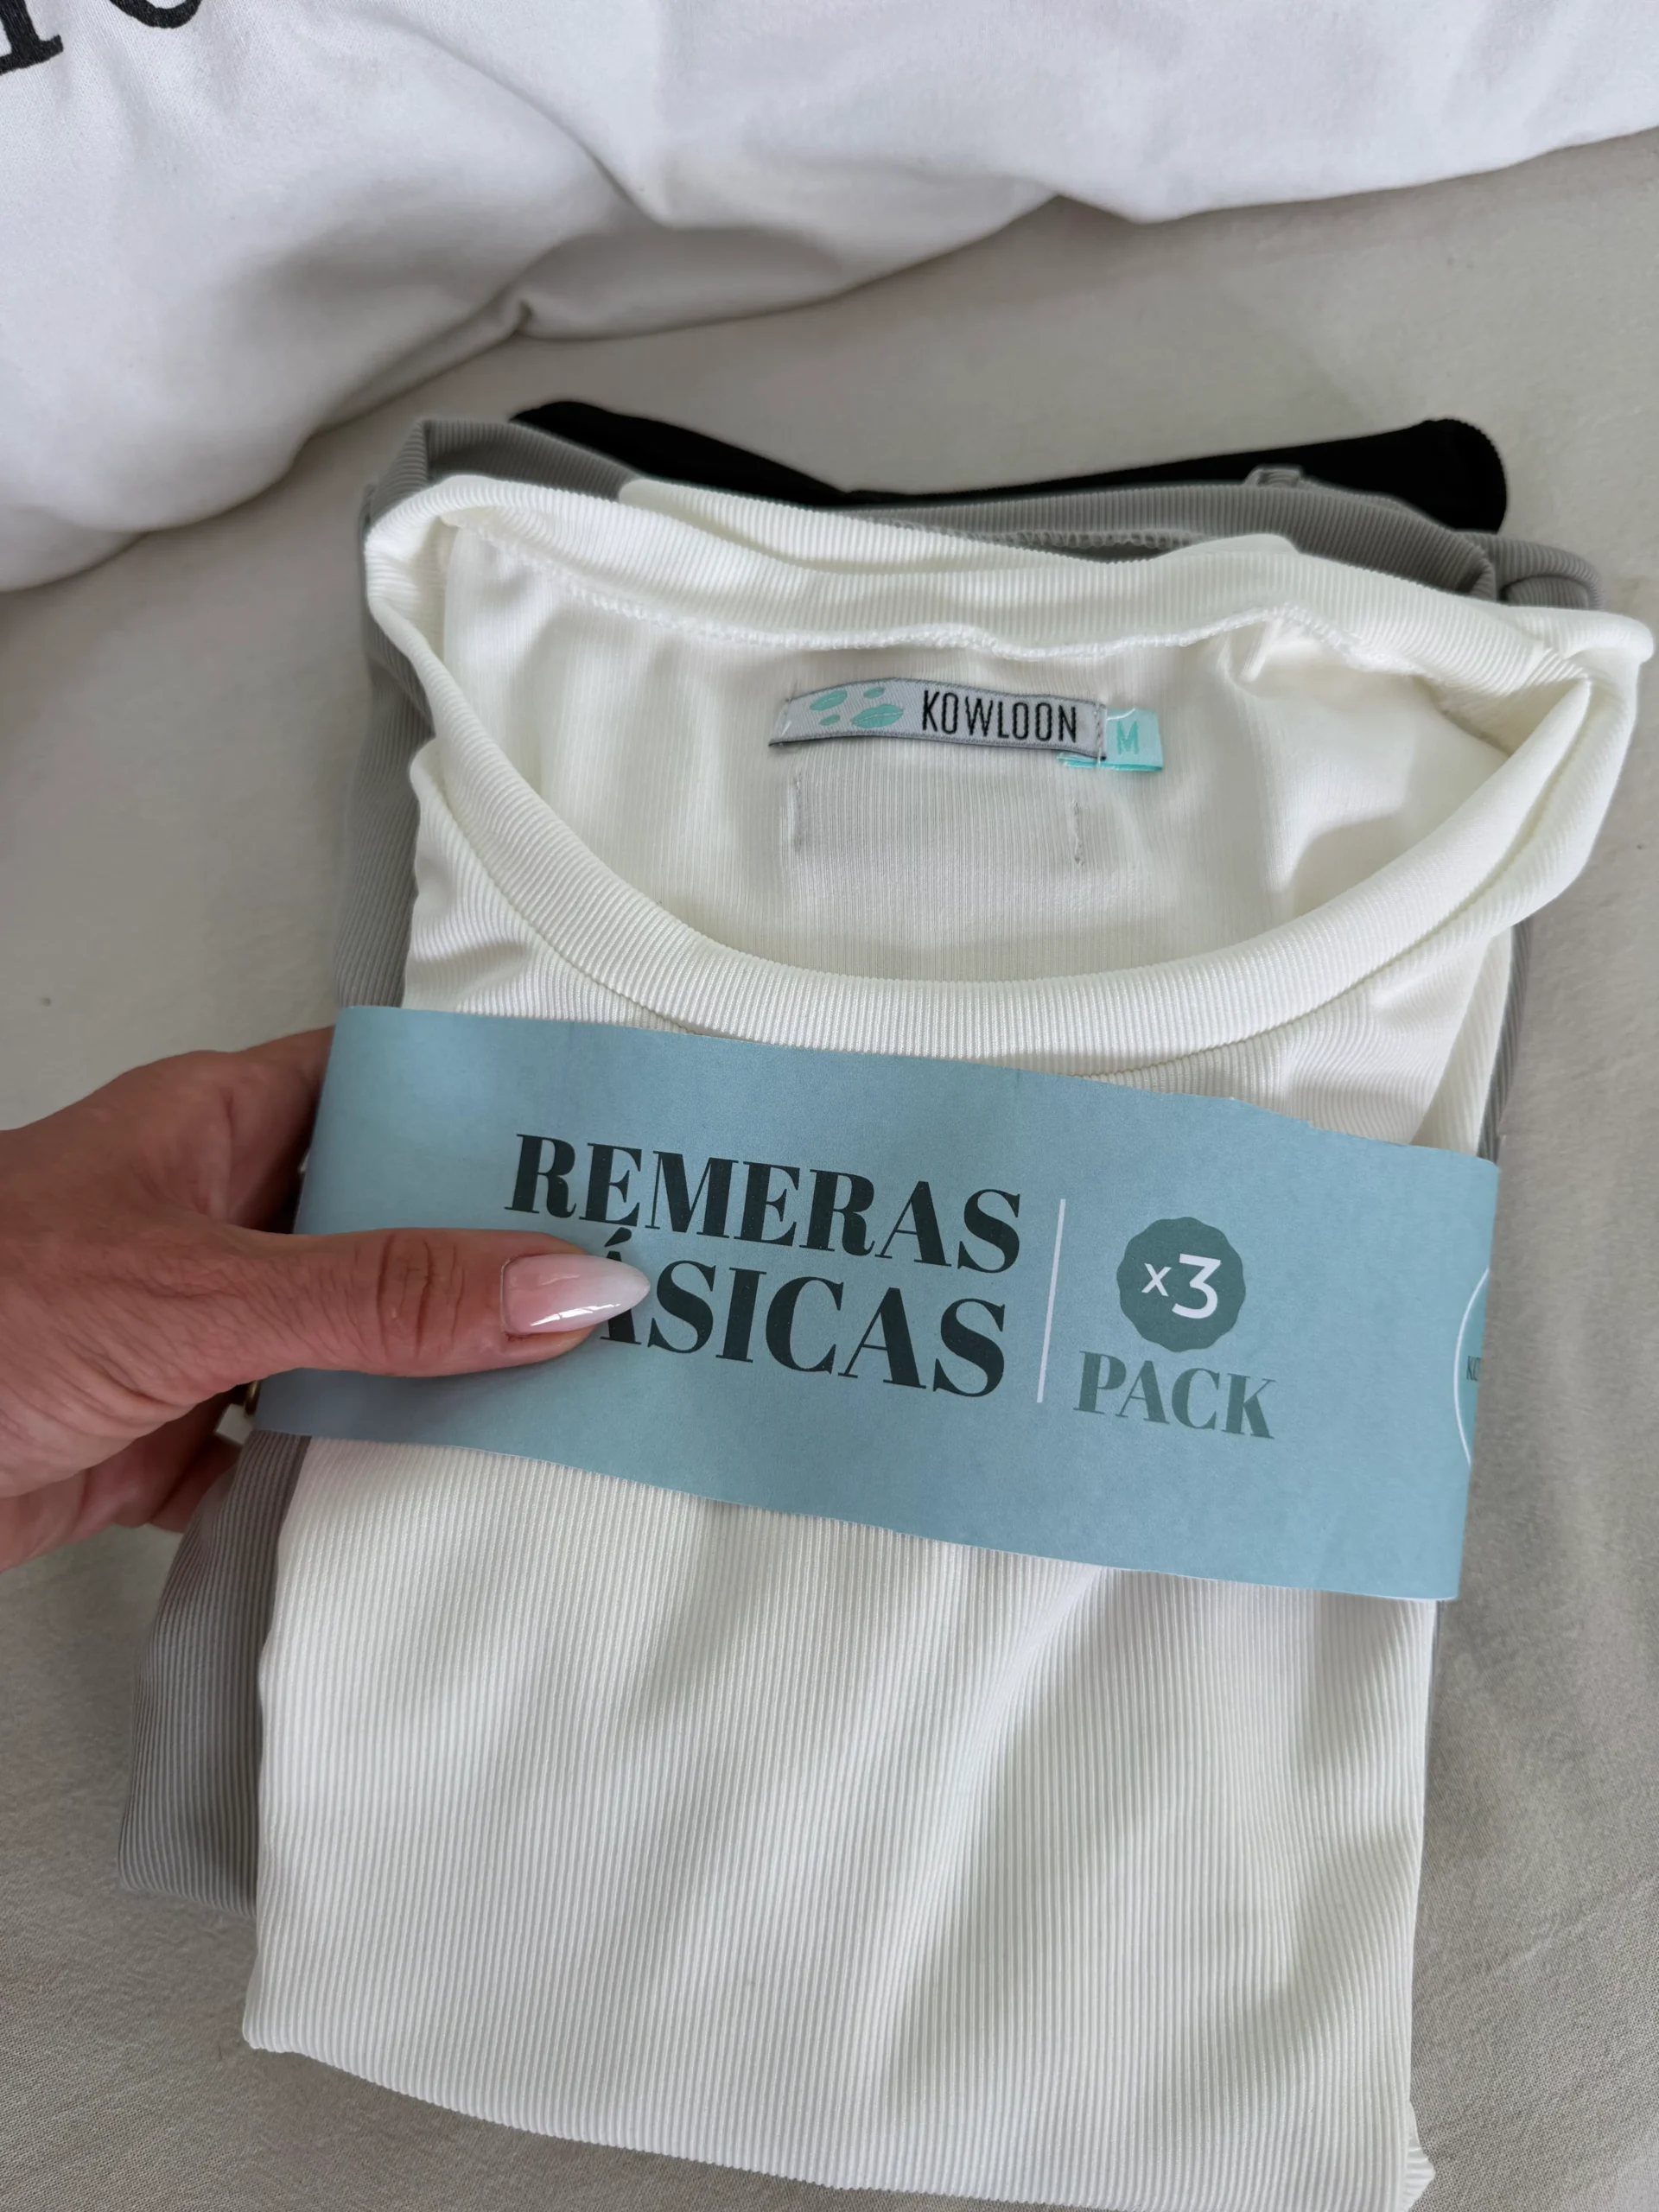 KOWLOON
M
REMERAS
ÁSICAS
x3
PACK